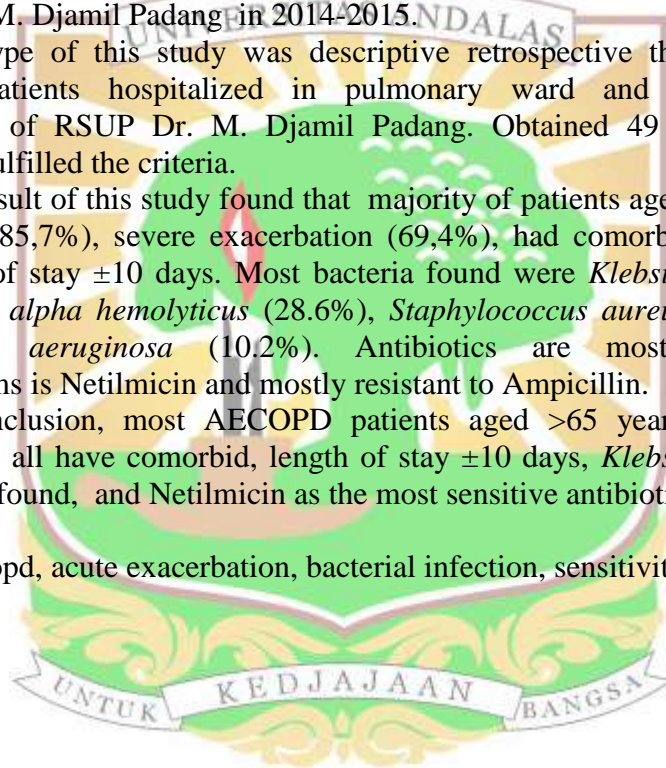 M. Djamil Padang in 2014-2015.
UNIVERSITAS ANDALAS
ype of this study was descriptive retrospective th
atients hospitalized in pulmonary ward and
of RSUP Dr. M. Djamil Padang. Obtained 49
ulfilled the criteria.
sult of this study found that majority of patients age
85,7%), severe exacerbation (69,4%), had comorb
of stay ±10 days. Most bacteria found were Klebsi
alpha hemolyticus (28.6%), Staphylococcus aureu
aeruginosa (10.2%). Antibiotics are most
ns is Netilmicin and mostly resistant to Ampicillin.
nclusion, most AECOPD patients aged >65 year
all have comorbid, length of stay ±10 days, Klebs
found, and Netilmicin as the most sensitive antibioti
opd, acute exacerbation, bacterial infection, sensitivit
UNTUK KEDJAJAAN BANGSA